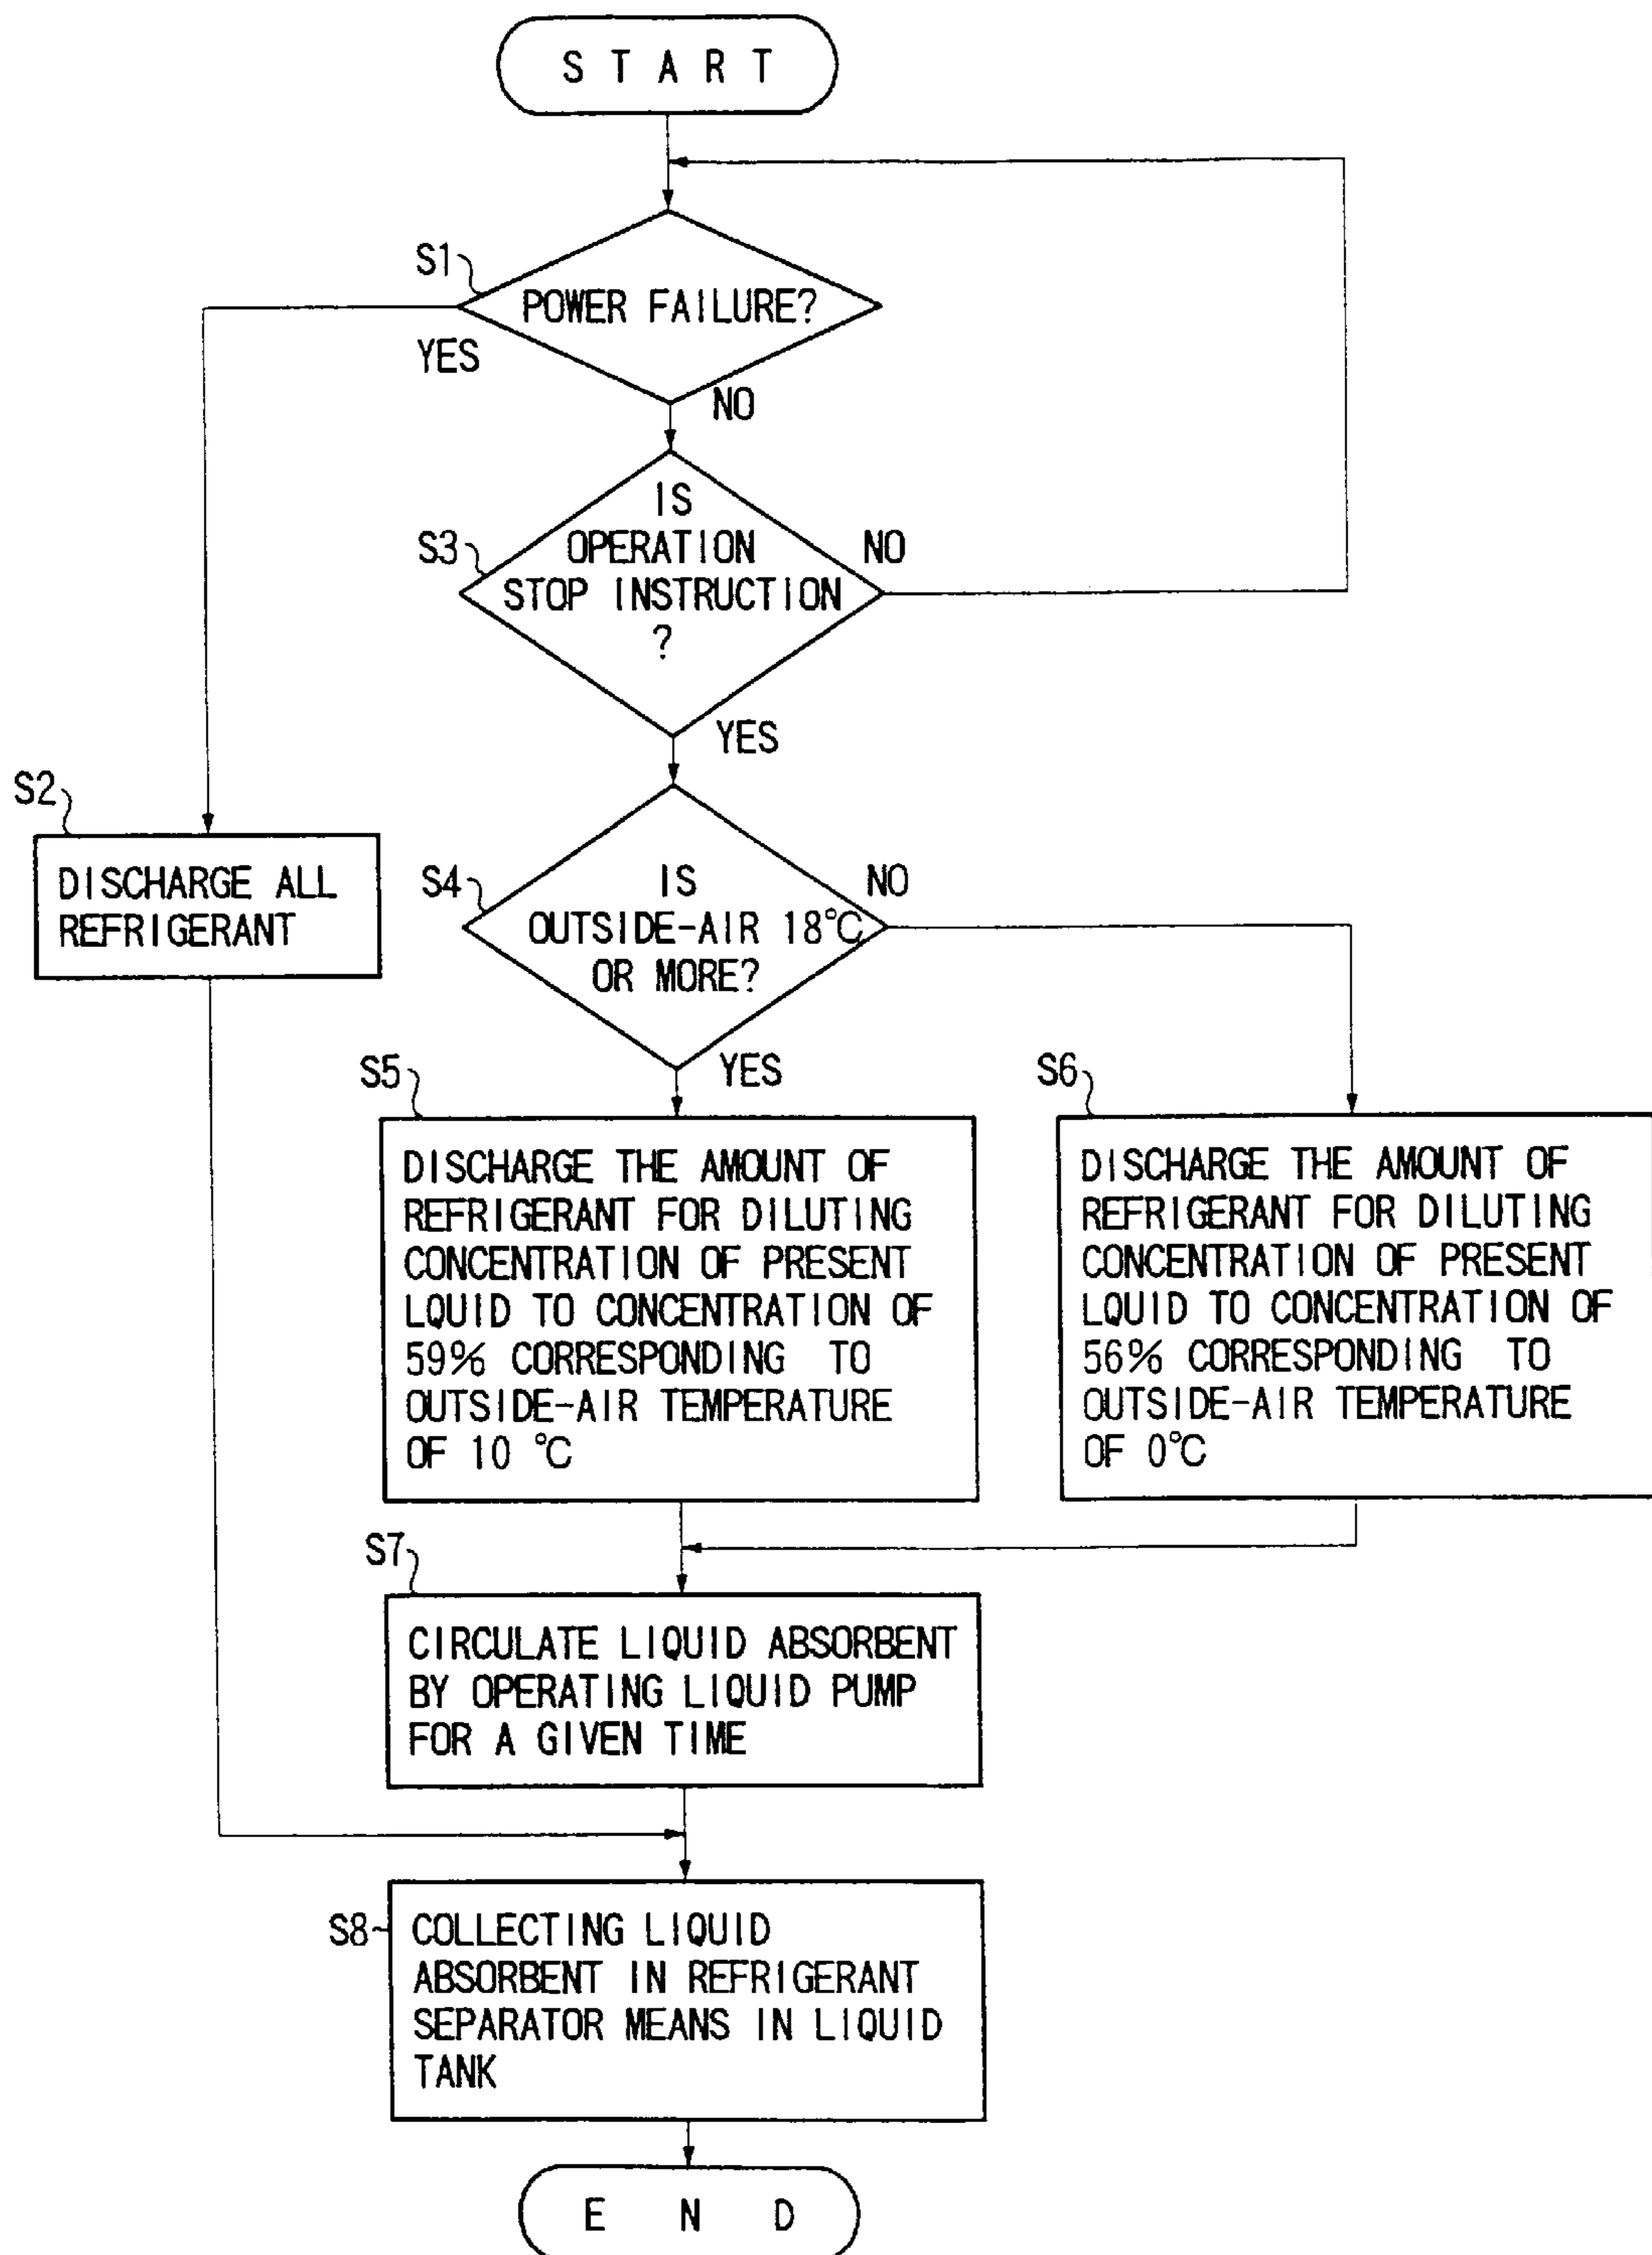 START
S1
POWER FAILURE?
YES
NO
IS
S3
OPERATION
NO
STOP INSTRUCTION
?
YES
S2
DISCHARGE ALL
REFRIGERANT
S4
IS
NO
OUTSIDE-AIR 18°C
OR MORE?
YES
S5
DISCHARGE THE AMOUNT OF
REFRIGERANT FOR DILUTING
CONCENTRATION OF PRESENT
LQUID TO CONCENTRATION OF
59% CORRESPONDING TO
OUTSIDE-AIR TEMPERATURE
OF 10 °C
S6
DISCHARGE THE AMOUNT OF
REFRIGERANT FOR DILUTING
CONCENTRATION OF PRESENT
LQUID TO CONCENTRATION OF
56% CORRESPONDING TO
OUTSIDE-AIR TEMPERATURE
OF 0°C
S7
CIRCULATE LIQUID ABSORBENT
BY OPERATING LIQUID PUMP
FOR A GIVEN TIME
S8
COLLECTING LIQUID
ABSORBENT IN REFRIGERANT
SEPARATOR MEANS IN LIQUID
TANK
END